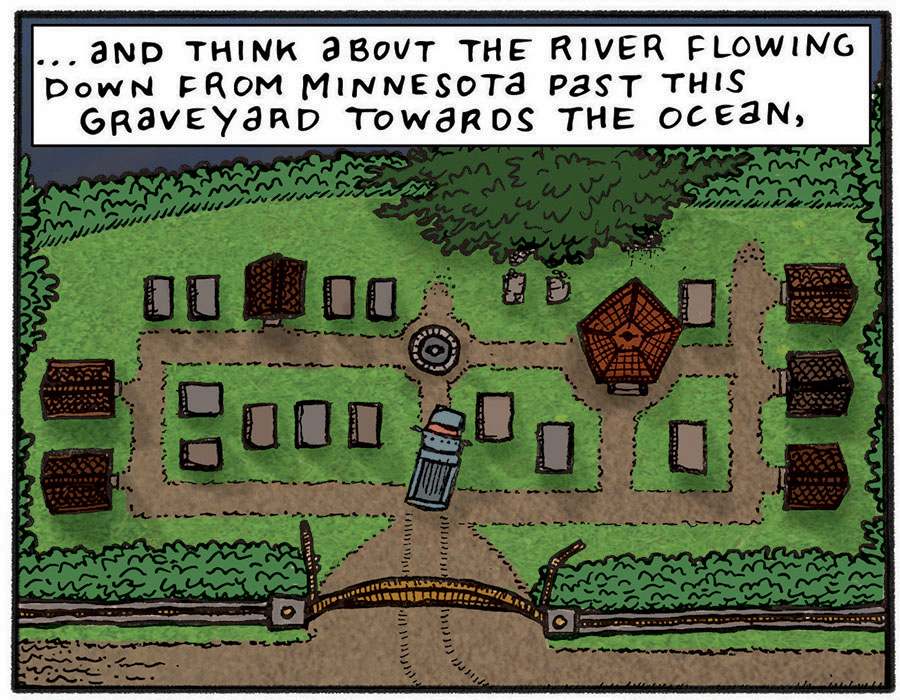 ...aND THINK aBOUT THE RIVER FLOWING
DOWN FROM MINNESOTa PaST THIS
GRaVEYaRD TOWaRDS THE OCEaN,